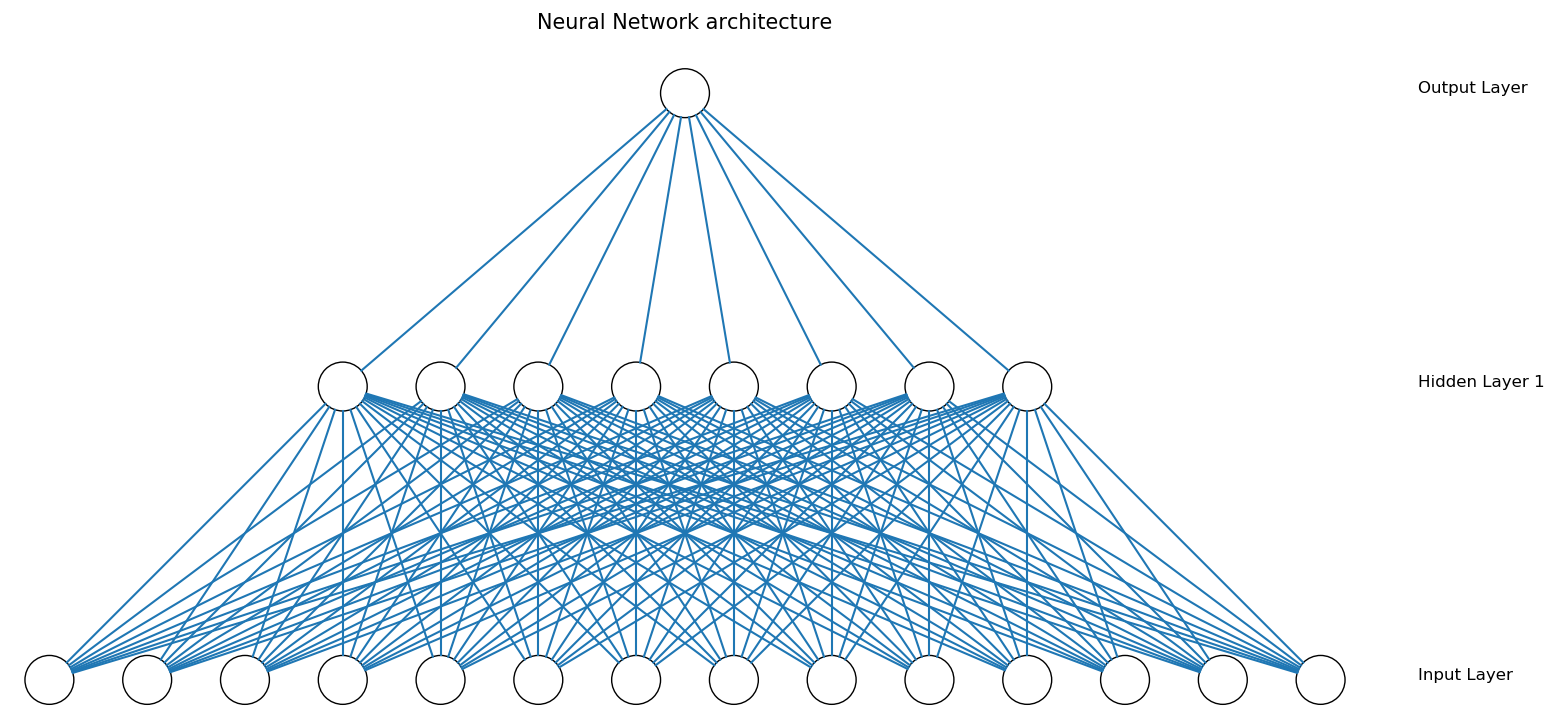 Neural Network architecture
Output Layer
Hidden Layer 1
Input Layer